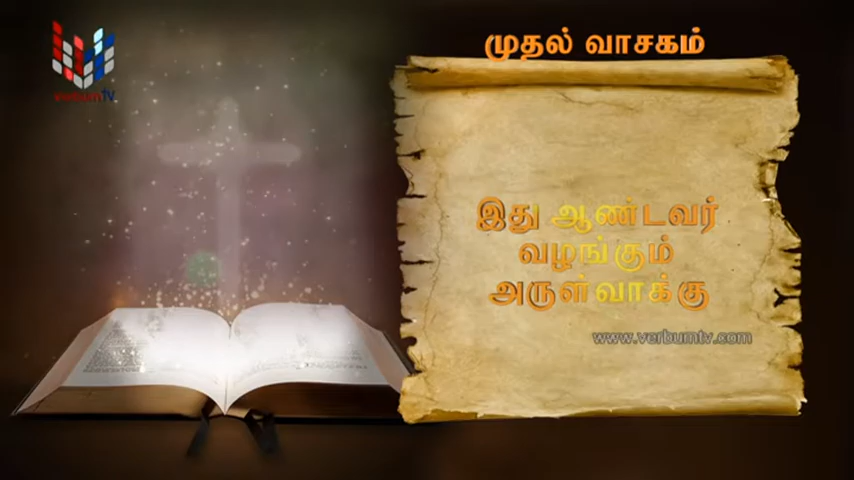 verbumTV
முதல் வாசகம்
இது ஆண்டவர்
வழங்கும்
அருள்வாக்கு
www.verbumtv.com